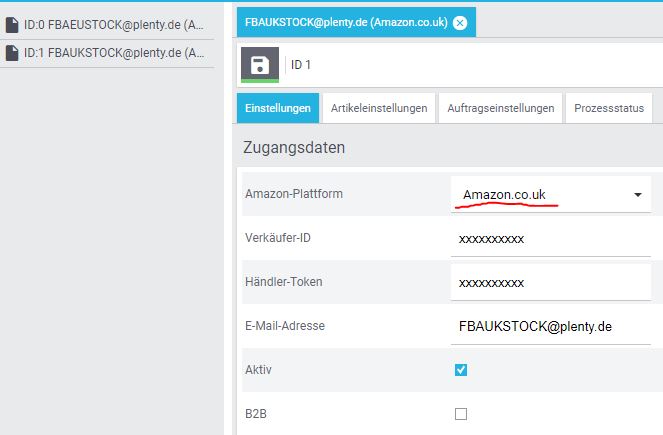 ID:0 FBAEUSTOCK@plenty.de (A...
ID:1 FBAUKSTOCK@plenty.de (A...
FBAUKSTOCK@plenty.de (Amazon.co.uk)
ID 1
Einstellungen Artikeleinstellungen Auftragseinstellungen Prozessstatus
Zugangsdaten
Amazon-Plattform Amazon.co.uk
Verkäufer-ID xxxxxxxxxx
Händler-Token xxxxxxxxxx
E-Mail-Adresse FBAUKSTOCK@plenty.de
Aktiv
B2B